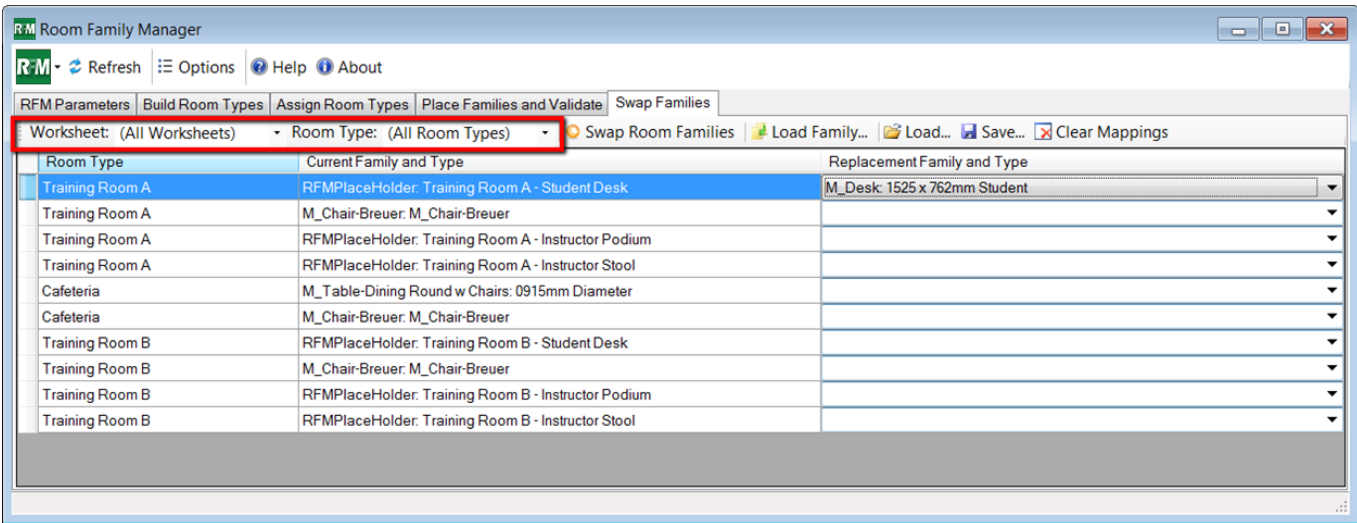 RFM Room Family Manager
RFM Refresh Options Help About
RFM Parameters Build Room Types Assign Room Types Place Families and Validate Swap Families
Worksheet: (All Worksheets) Room Type: (All Room Types) Swap Room Families Load Family... Load... Save... Clear Mappings
Room Type Current Family and Type Replacement Family and Type
Training Room A RFMPlaceHolder: Training Room A - Student Desk M_Desk: 1525 x 762mm Student
Training Room A M_Chair-Breuer: M_Chair-Breuer
Training Room A RFMPlaceHolder: Training Room A - Instructor Podium
Training Room A RFMPlaceHolder: Training Room A - Instructor Stool
Cafeteria M_Table-Dining Round w Chairs: 0915mm Diameter
Cafeteria M_Chair-Breuer: M_Chair-Breuer
Training Room B RFMPlaceHolder: Training Room B - Student Desk
Training Room B M_Chair-Breuer: M_Chair-Breuer
Training Room B RFMPlaceHolder: Training Room B - Instructor Podium
Training Room B RFMPlaceHolder: Training Room B - Instructor Stool